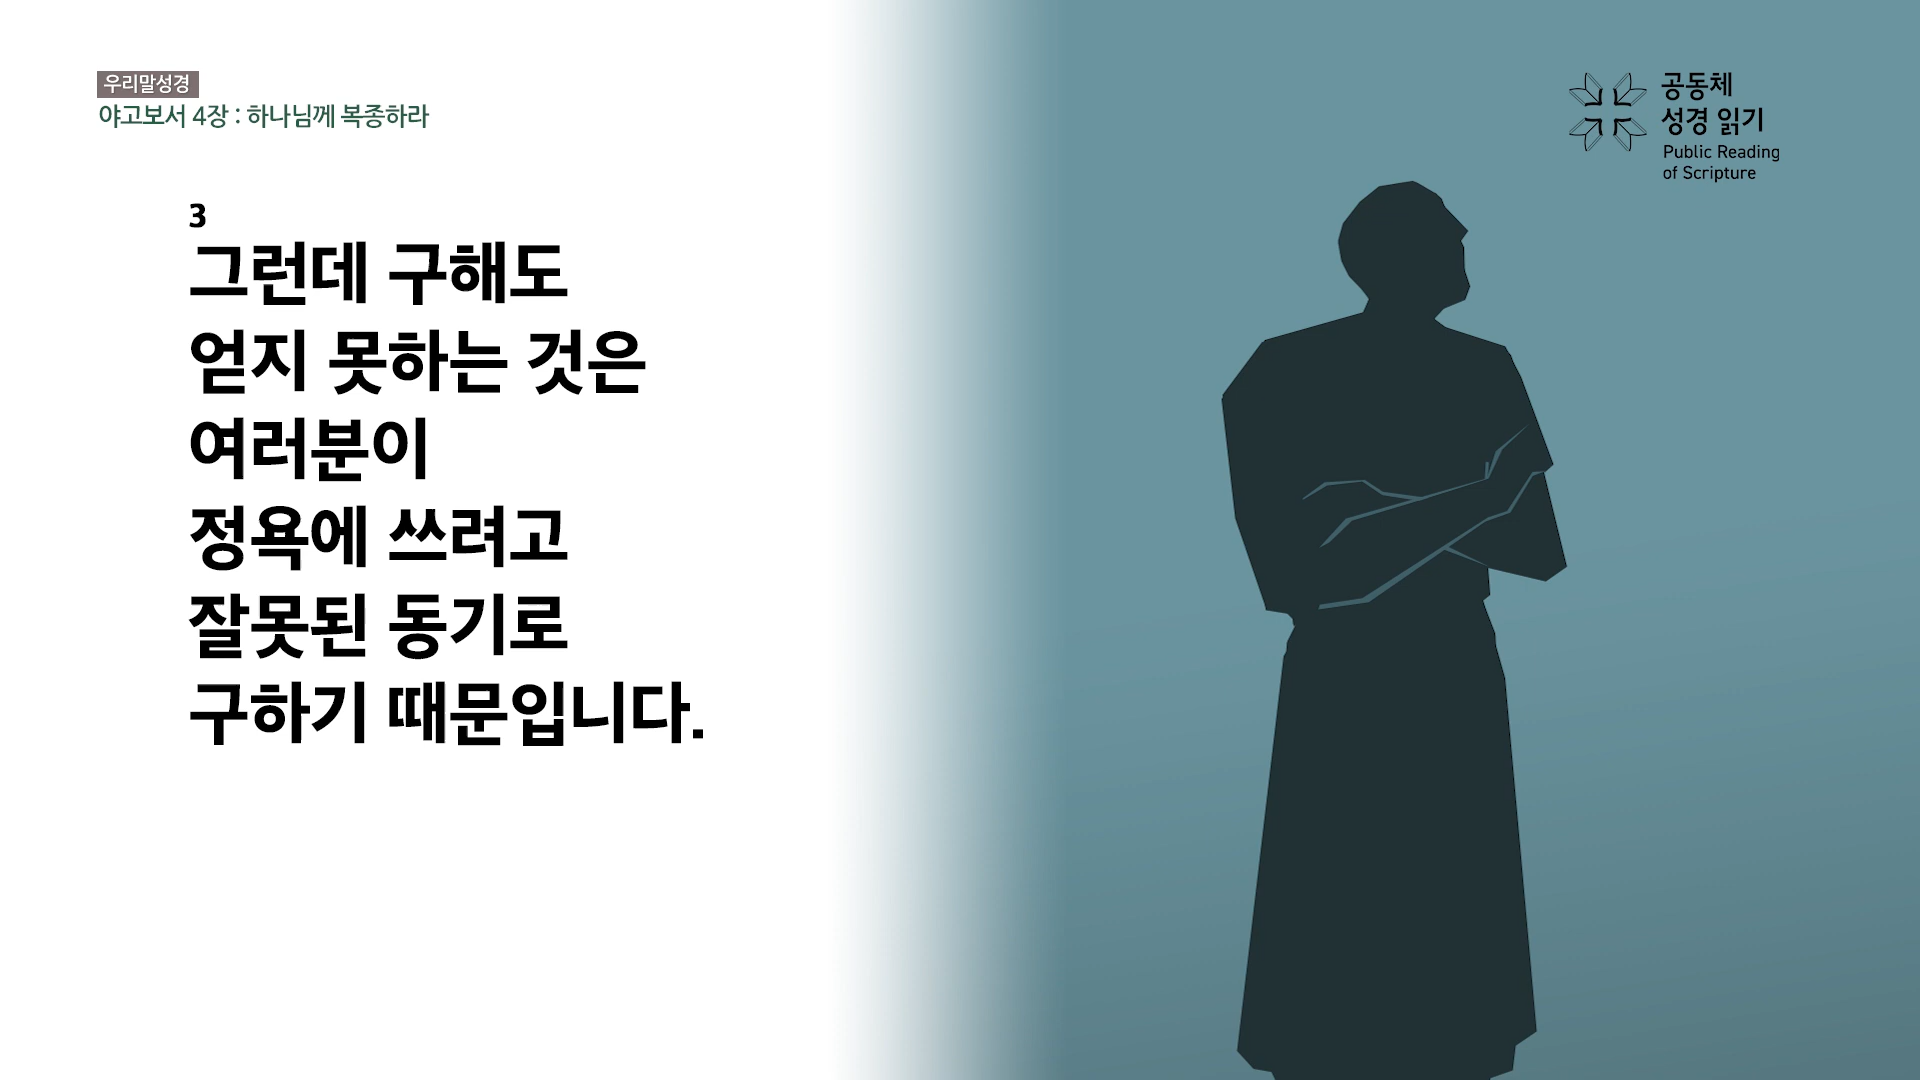 우리말성경
야고보서 4장 : 하나님께 복종하라
3
그런데 구해도
얻지 못하는 것은
여러분이
정욕에 쓰려고
잘못된 동기로
구하기 때문입니다.
공동체
성경 읽기
Public Reading
of Scripture